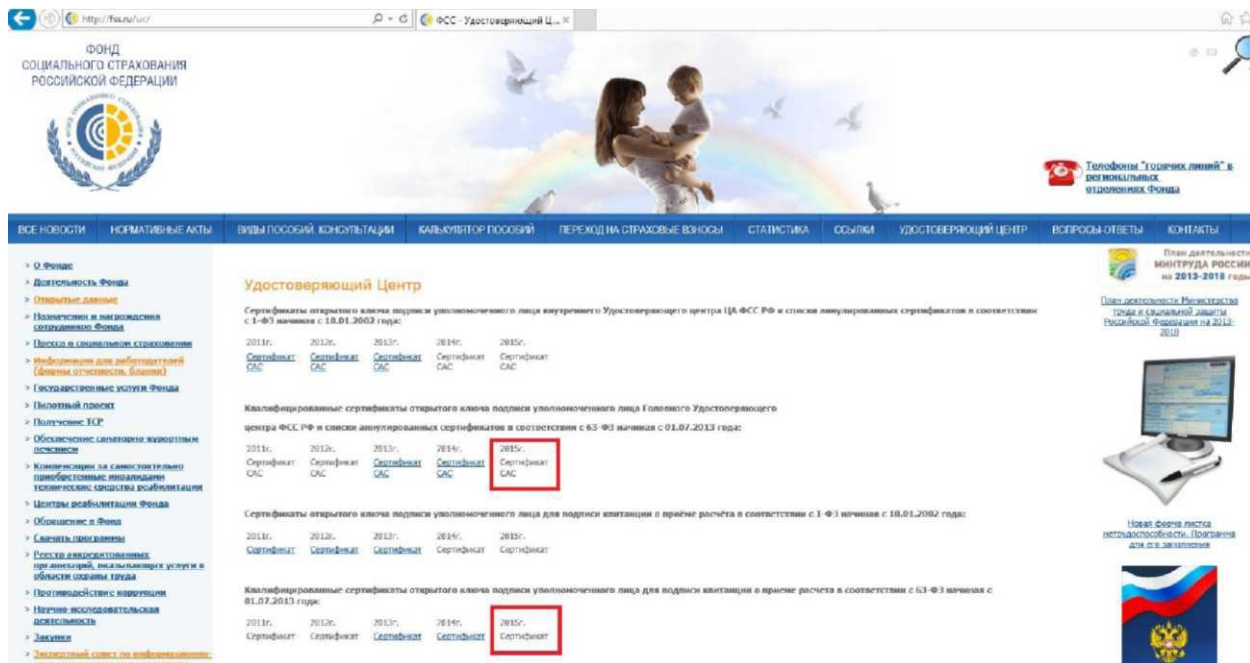 http://fss.ru/uc/
ФСС - Удостоверяющий Ц...
ФОНД
СОЦИАЛЬНОГО СТРАХОВАНИЯ
РОССИЙСКОЙ ФЕДЕРАЦИИ
Телефоны "горячих линий" в
региональных
отделениях Фонда
ВСЕ НОВОСТИ НОРМАТИВНЫЕ АКТЫ ВИДЫ ПОСОБИЙ. КОНСУЛЬТАЦИИ КАЛЬКУЛЯТОР ПОСОБИЙ ПЕРЕХОД НА СТРАХОВЫЕ ВЗНОСЫ СТАТИСТИКА ССЫЛКИ УДОСТОВЕРЯЮЩИЙ ЦЕНТР ВОПРОСЫ-ОТВЕТЫ КОНТАКТЫ
О Фонде
Деятельность Фонда
Открытые данные
Назначения и награждения
сотрудников Фонда
Пресса о социальном страховании
Информация для работодателей
(формы отчетности, бланки)
Государственные услуги Фонда
Пилотный проект
Получение ТСР
Обеспечение санаторно-курортным
лечением
Компенсация за самостоятельно
приобретенные инвалидами
технические средства реабилитации
Центры реабилитации Фонда
Обращение в Фонд
Скачать программы
Реестр аккредитованных
организаций, оказывающих услуги в
области охраны труда
Противодействие коррупции
Научно-исследовательская
деятельность
Закупки
Экспертный совет по информационно-
Удостоверяющий Центр
Сертификаты открытого ключа подписи уполномоченного лица внутреннего Удостоверяющего центра ЦА ФСС РФ и списки аннулированных сертификатов в соответствии
с 1-ФЗ начиная с 10.01.2002 года:
2011г. 2012г. 2013г. 2014г. 2015г.
Сертификат Сертификат Сертификат Сертификат Сертификат
САС САС САС САС САС
Квалифицированные сертификаты открытого ключа подписи уполномоченного лица Головного Удостоверяющего
центра ФСС РФ и списки аннулированных сертификатов в соответствии с 63-ФЗ начиная с 01.07.2013 года:
2011г. 2012г. 2013г. 2014г. 2015г.
Сертификат Сертификат Сертификат Сертификат Сертификат
САС САС САС САС САС
Сертификаты открытого ключа подписи уполномоченного лица для подписи квитанции о приёме расчёта в соответствии с 1-ФЗ начиная с 10.01.2002 года:
2011г. 2012г. 2013г. 2014г. 2015г.
Сертификат Сертификат Сертификат Сертификат Сертификат
Квалифицированные сертификаты открытого ключа подписи уполномоченного лица для подписи квитанции о приеме расчета в соответствии с 63-ФЗ начиная с
01.07.2013 года:
2011г. 2012г. 2013г. 2014г. 2015г.
Сертификат Сертификат Сертификат Сертификат Сертификат
План деятельности
МИНТРУДА РОССИИ
на 2013-2018 годы
План деятельности Министерства
труда и социальной защиты
Российской Федерации на 2013-
2018
Новая форма листка
нетрудоспособности. Программа
для его заполнения